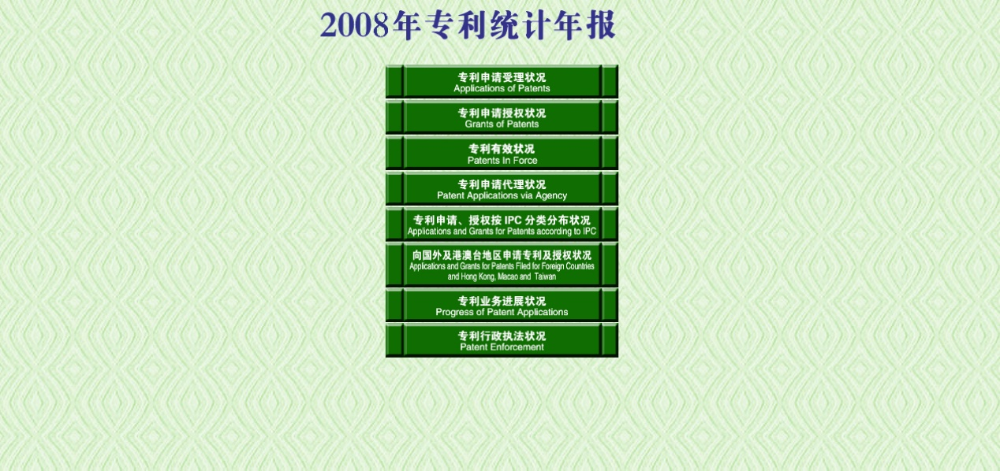 2008年专利统计年报
专利申请受理状况
Applications of Patents
专利申请授权状况
Grants of Patents
专利有效状况
Patents In Force
专利申请代理状况
Patent Applications via Agency
专利申请、授权按 IPC 分类分布状况
Applications and Grants for Patents according to IPC
向国外及港澳台地区申请专利及授权状况
Applications and Grants for Patents Filed for Foreign Countries
and Hong Kong, Macao and Taiwan
专利业务进展状况
Progress of Patent Applications
专利行政执法状况
Patent Enforcement